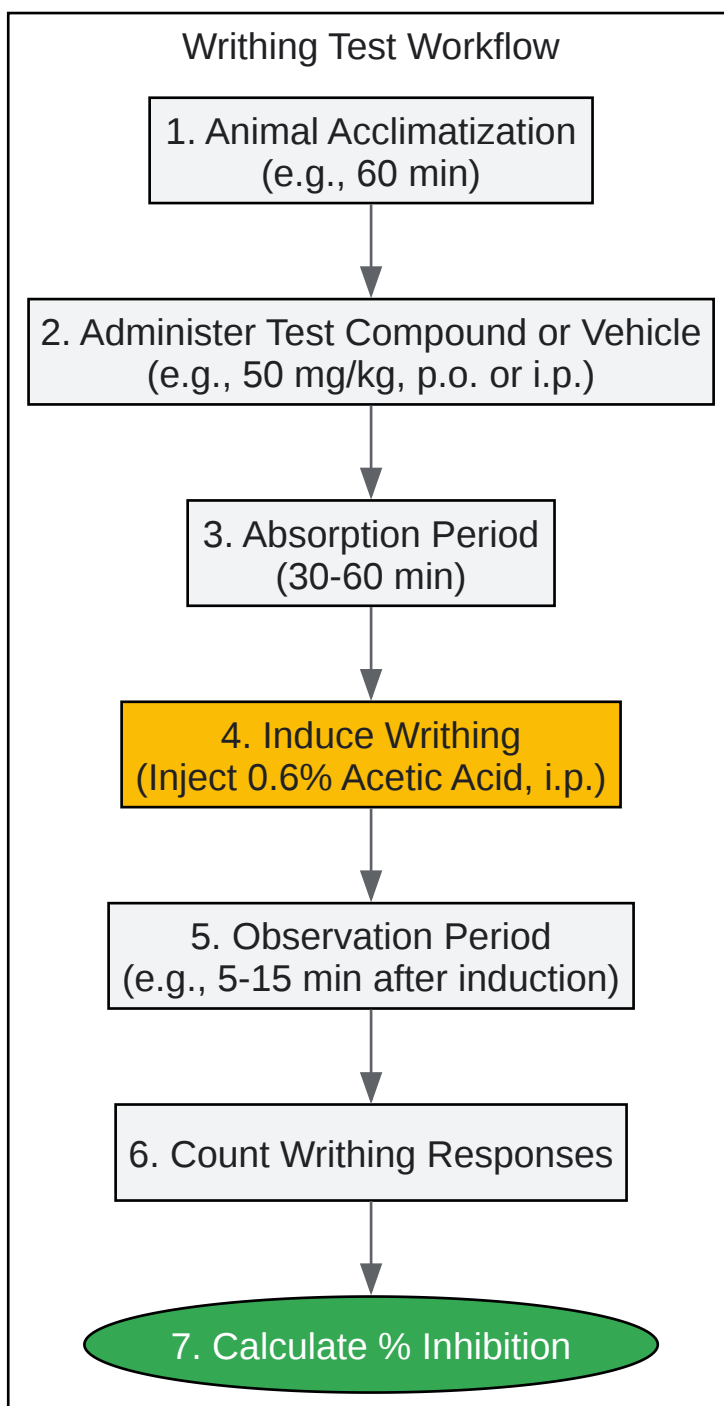 Writhing Test Workflow
1. Animal Acclimatization
(e.g., 60 min)
2. Administer Test Compound or Vehicle
(e.g., 50 mg/kg, p.o. or i.p.)
3. Absorption Period
(30-60 min)
4. Induce Writhing
(Inject 0.6% Acetic Acid, i.p.)
5. Observation Period
(e.g., 5-15 min after induction)
6. Count Writhing Responses
7. Calculate % Inhibition